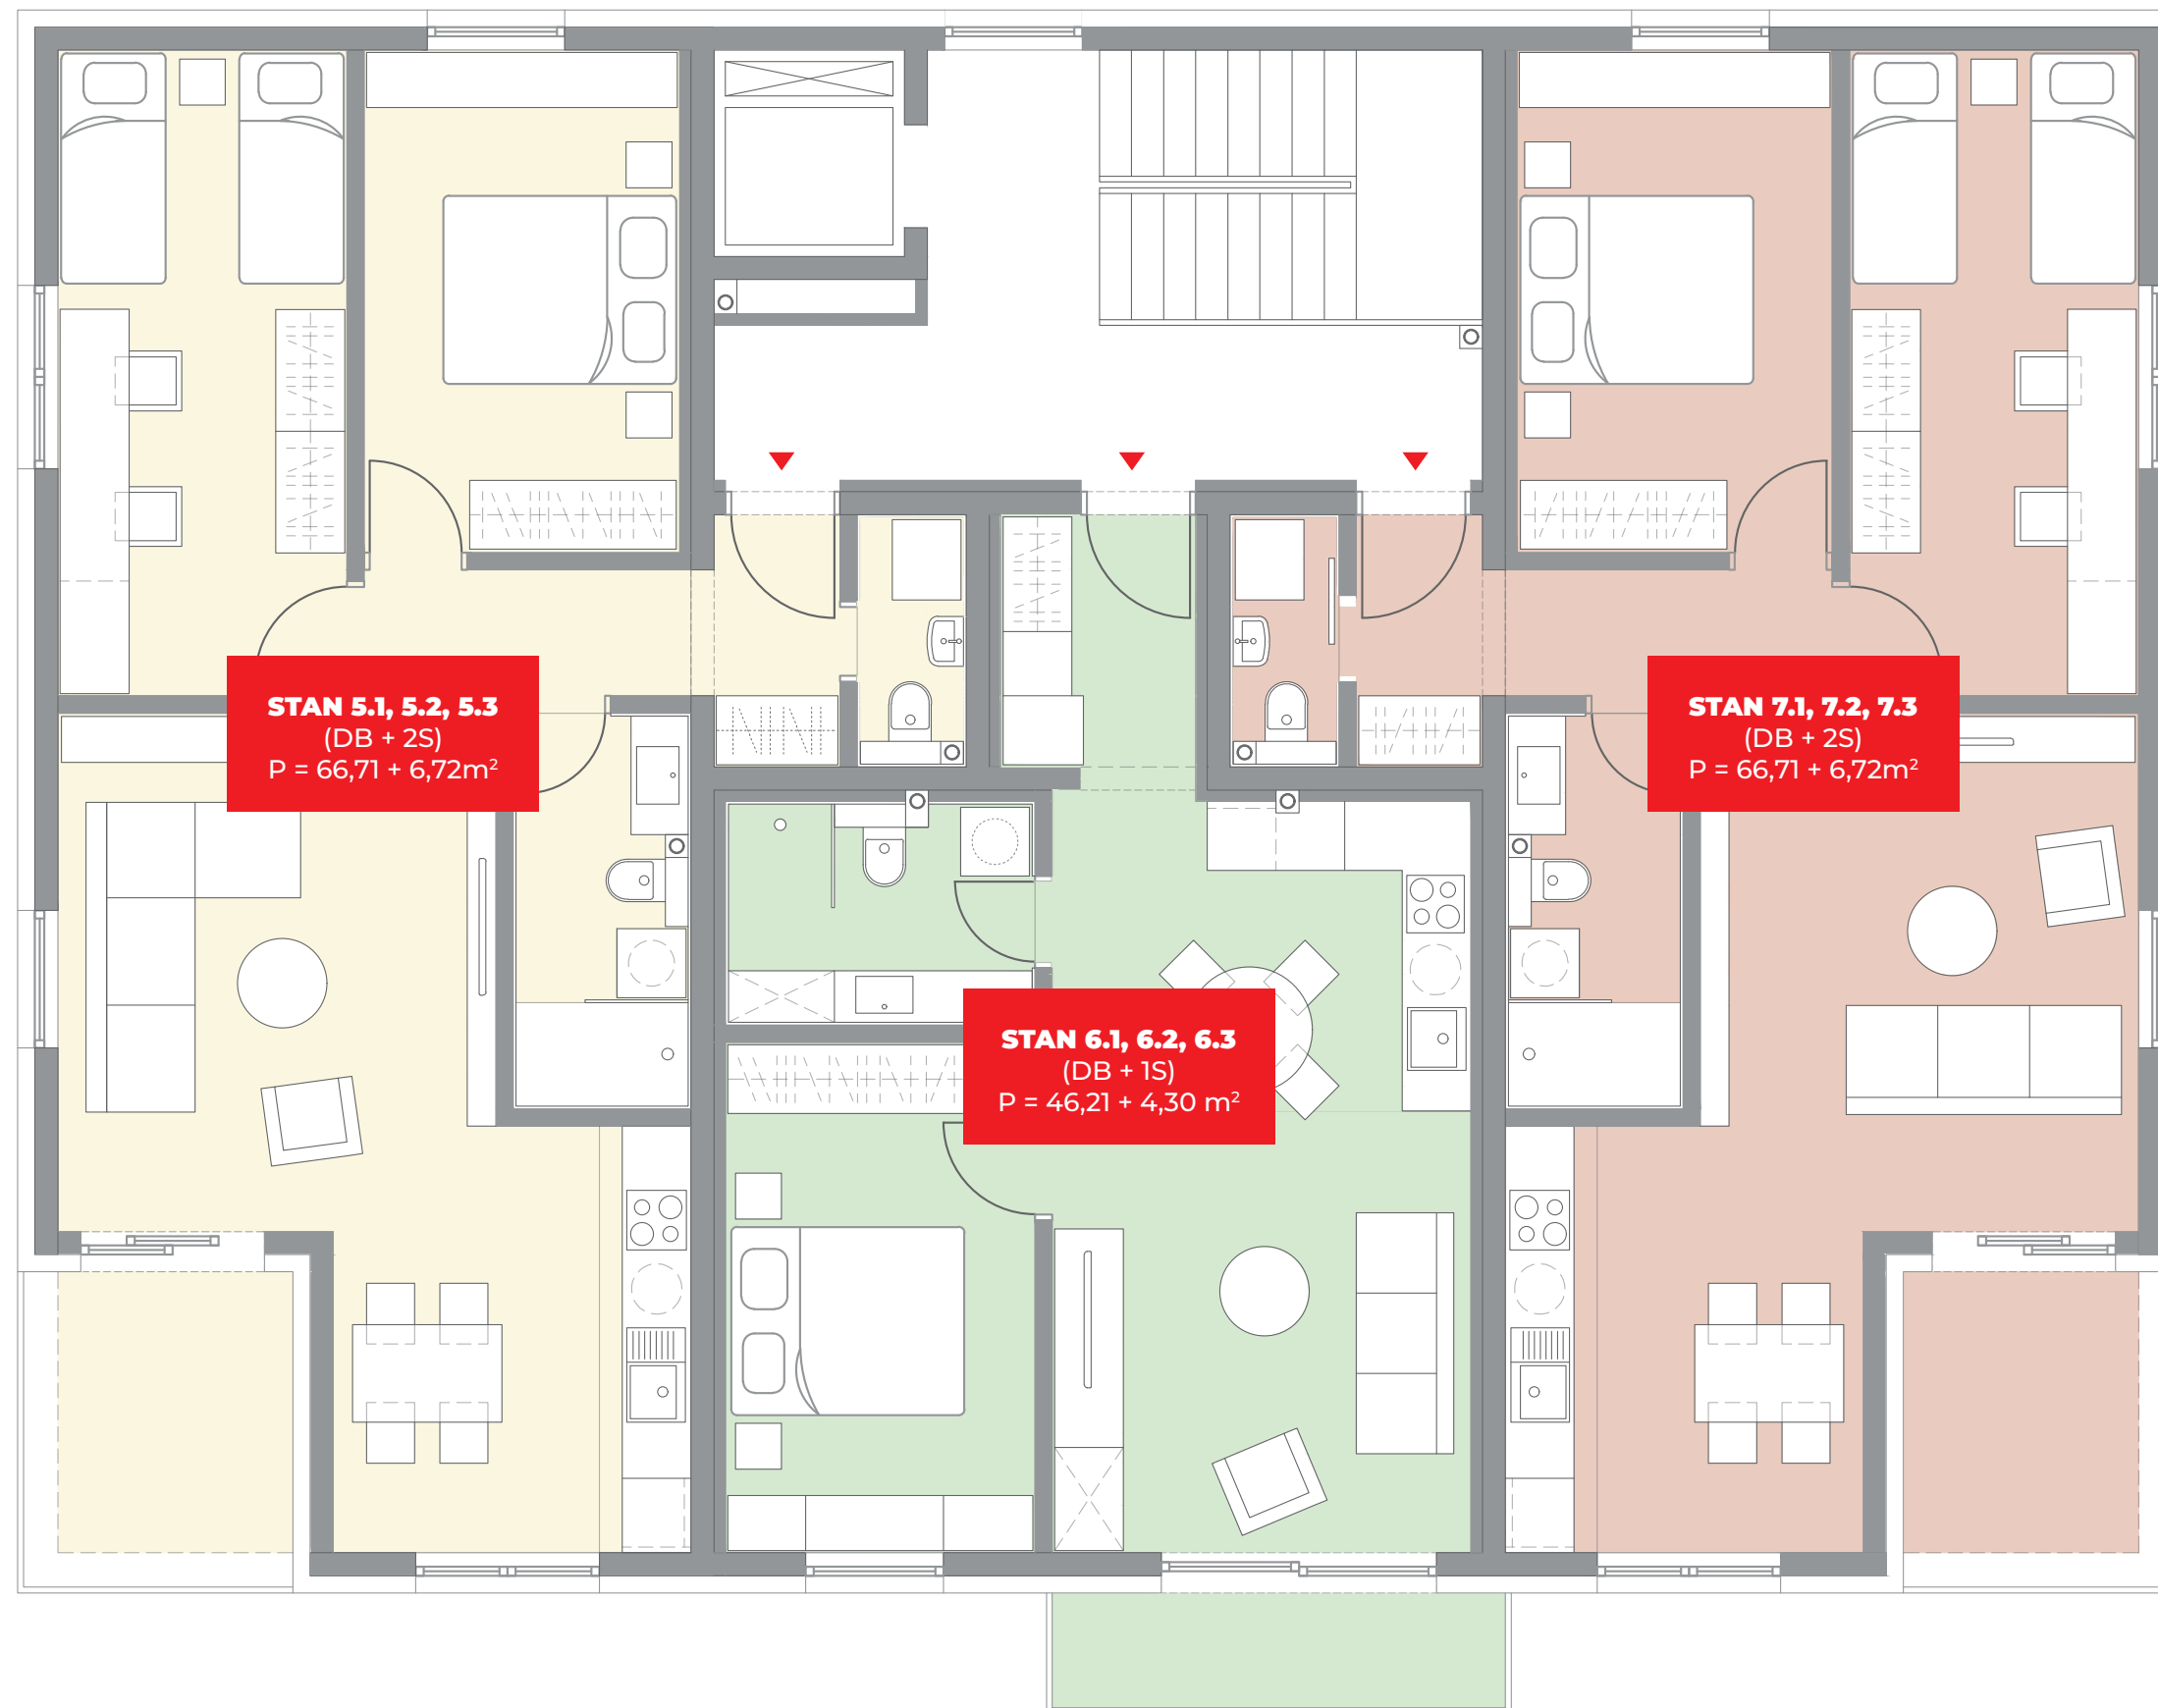 STAN 5.1, 5.2, 5.3
(DB + 2S)
P = 66,71 + 6,72m²
STAN 7.1, 7.2, 7.3
(DB + 2S)
P = 66,71 + 6,72m²
STAN 6.1, 6.2, 6.3
(DB + 1S)
P = 46,21 + 4,30 m²